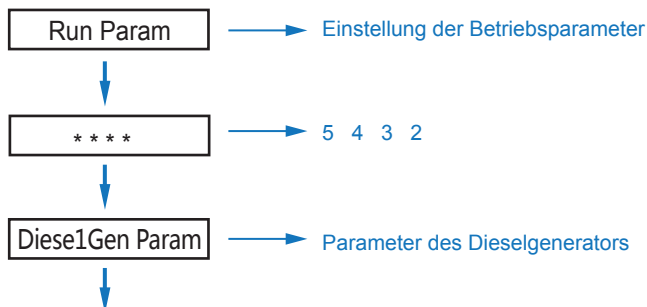 Run Param Einstellung der Betriebsparameter
**** 5 4 3 2
Diese1Gen Param Parameter des Dieselgenerators